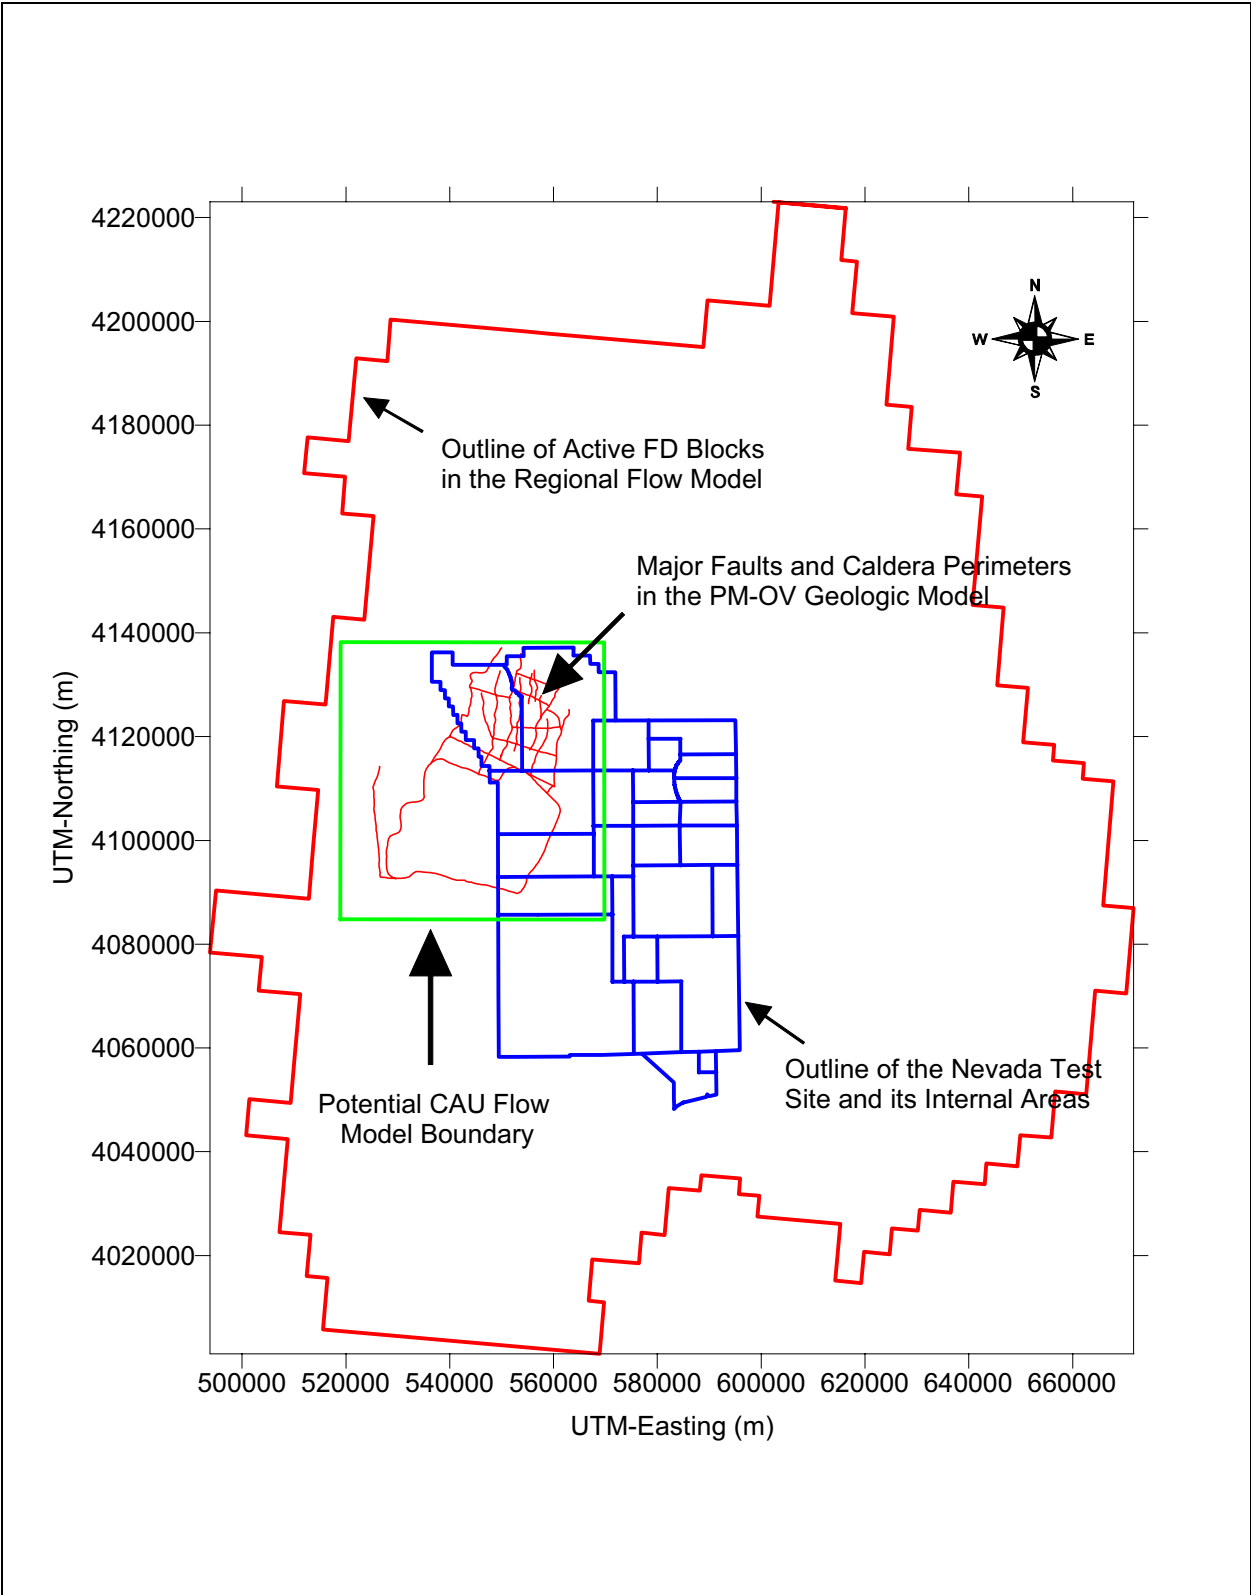 4220000
N
W E
S
4200000
4180000
Outline of Active FD Blocks
in the Regional Flow Model
4160000
Major Faults and Caldera Perimeters
in the PM-OV Geologic Model
4140000
UTM-Northing (m)
4120000
4100000
4080000
4060000
Outline of the Nevada Test
Site and its Internal Areas
Potential CAU Flow
Model Boundary
4040000
4020000
500000 520000 540000 560000 580000 600000 620000 640000 660000
UTM-Easting (m)